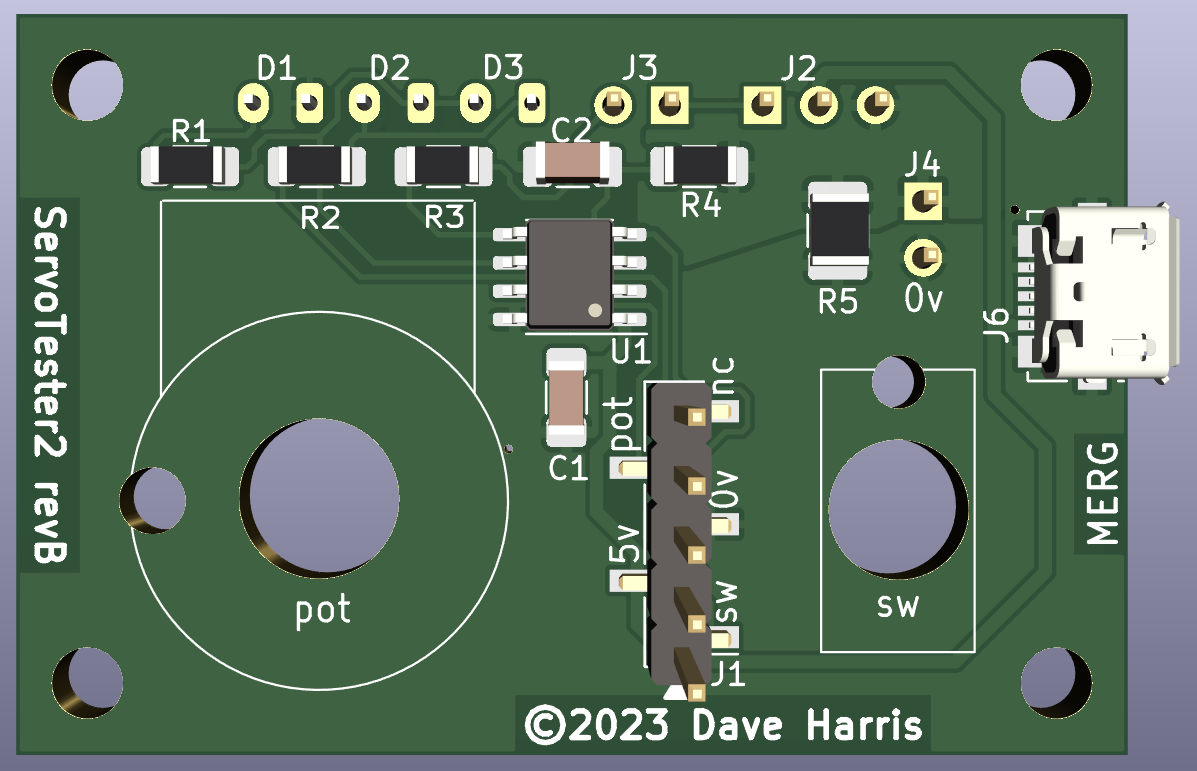 D1
D2
D3
J3
J2
R1
C2
J4
R2
R3
R4
ServoTester2 revB
R5
0v
J6
U1
nc
pot
C1
0v
MERG
5v
sw
pot
sw
J1
©2023 Dave Harris